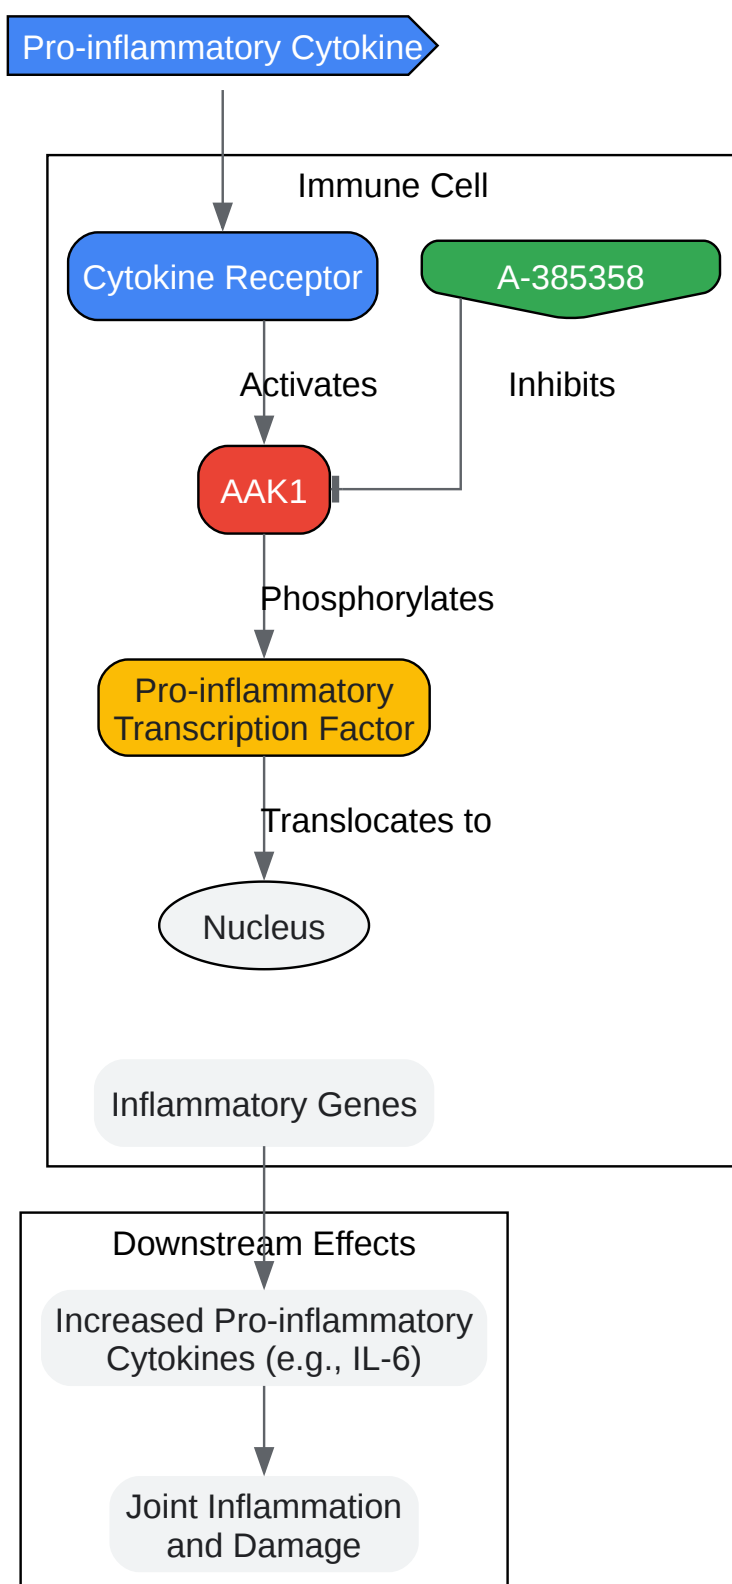 Pro-inflammatory Cytokine
Immune Cell
Cytokine Receptor
A-385358
Activates
Inhibits
AAK1
Phosphorylates
Pro-inflammatory
Transcription Factor
Translocates to
Nucleus
Inflammatory Genes
Downstream Effects
Increased Pro-inflammatory
Cytokines (e.g., IL-6)
Joint Inflammation
and Damage